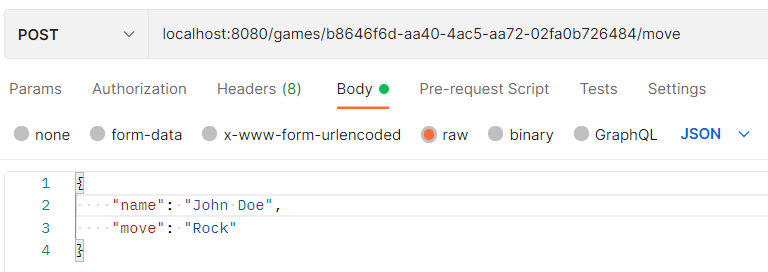 POST localhost:8080/games/b8646f6d-aa40-4ac5-aa72-02fa0b726484/move
Params Authorization Headers (8) Body Pre-request Script Tests Settings
none form-data x-www-form-urlencoded raw binary GraphQL JSON
1 {
2 "name": "John Doe",
3 "move": "Rock"
4 }